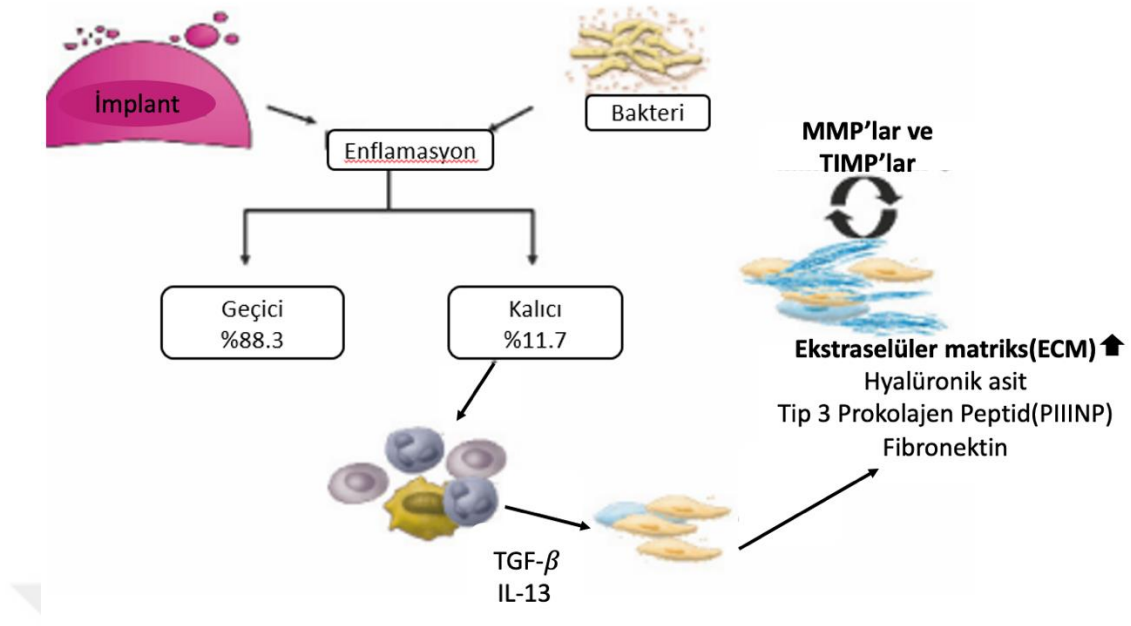 İmplant
Bakteri
Enflamasyon
Geçici
%88.3
Kalıcı
%11.7
TGF-β
IL-13
MMP’lar ve
TIMP’lar
Ekstraselüler matriks(ECM)
Hyalüronik asit
Tip 3 Prokolajen Peptid(PIIINP)
Fibronektin